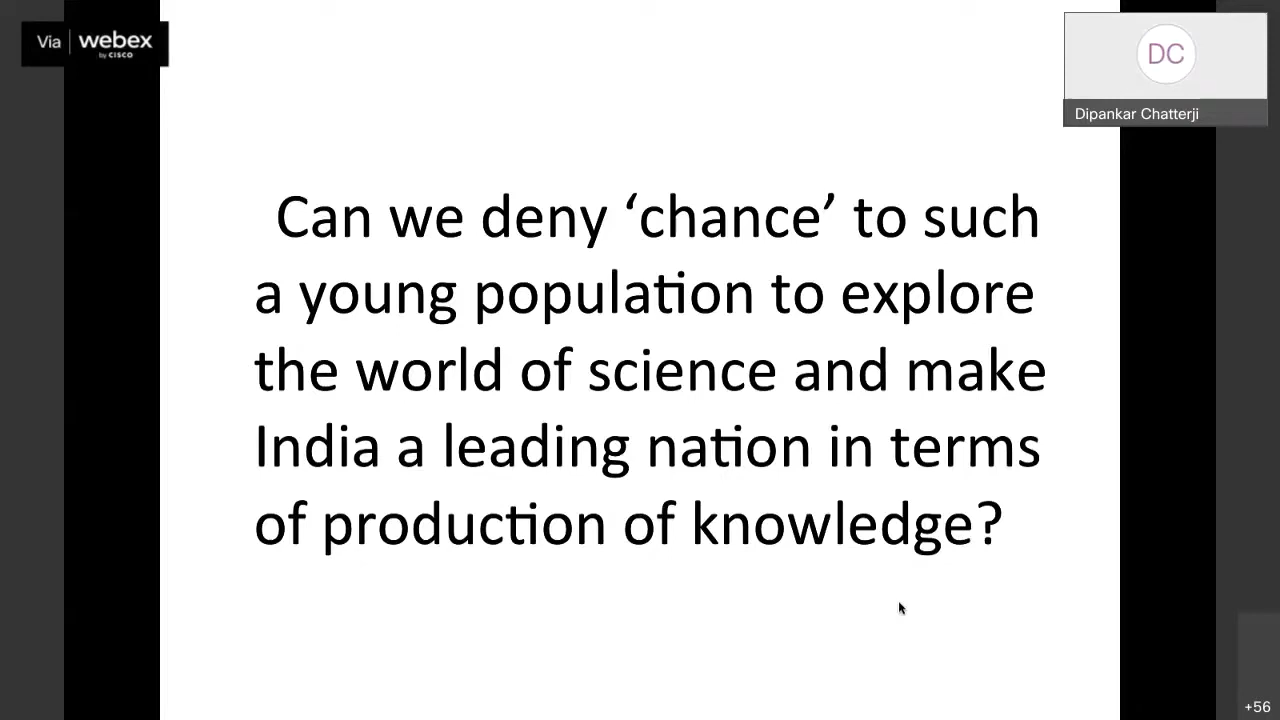 Via webex
by CISCO
DC
Dipankar Chatterji
Can we deny ‘chance’ to such
a young population to explore
the world of science and make
India a leading nation in terms
of production of knowledge?
+56